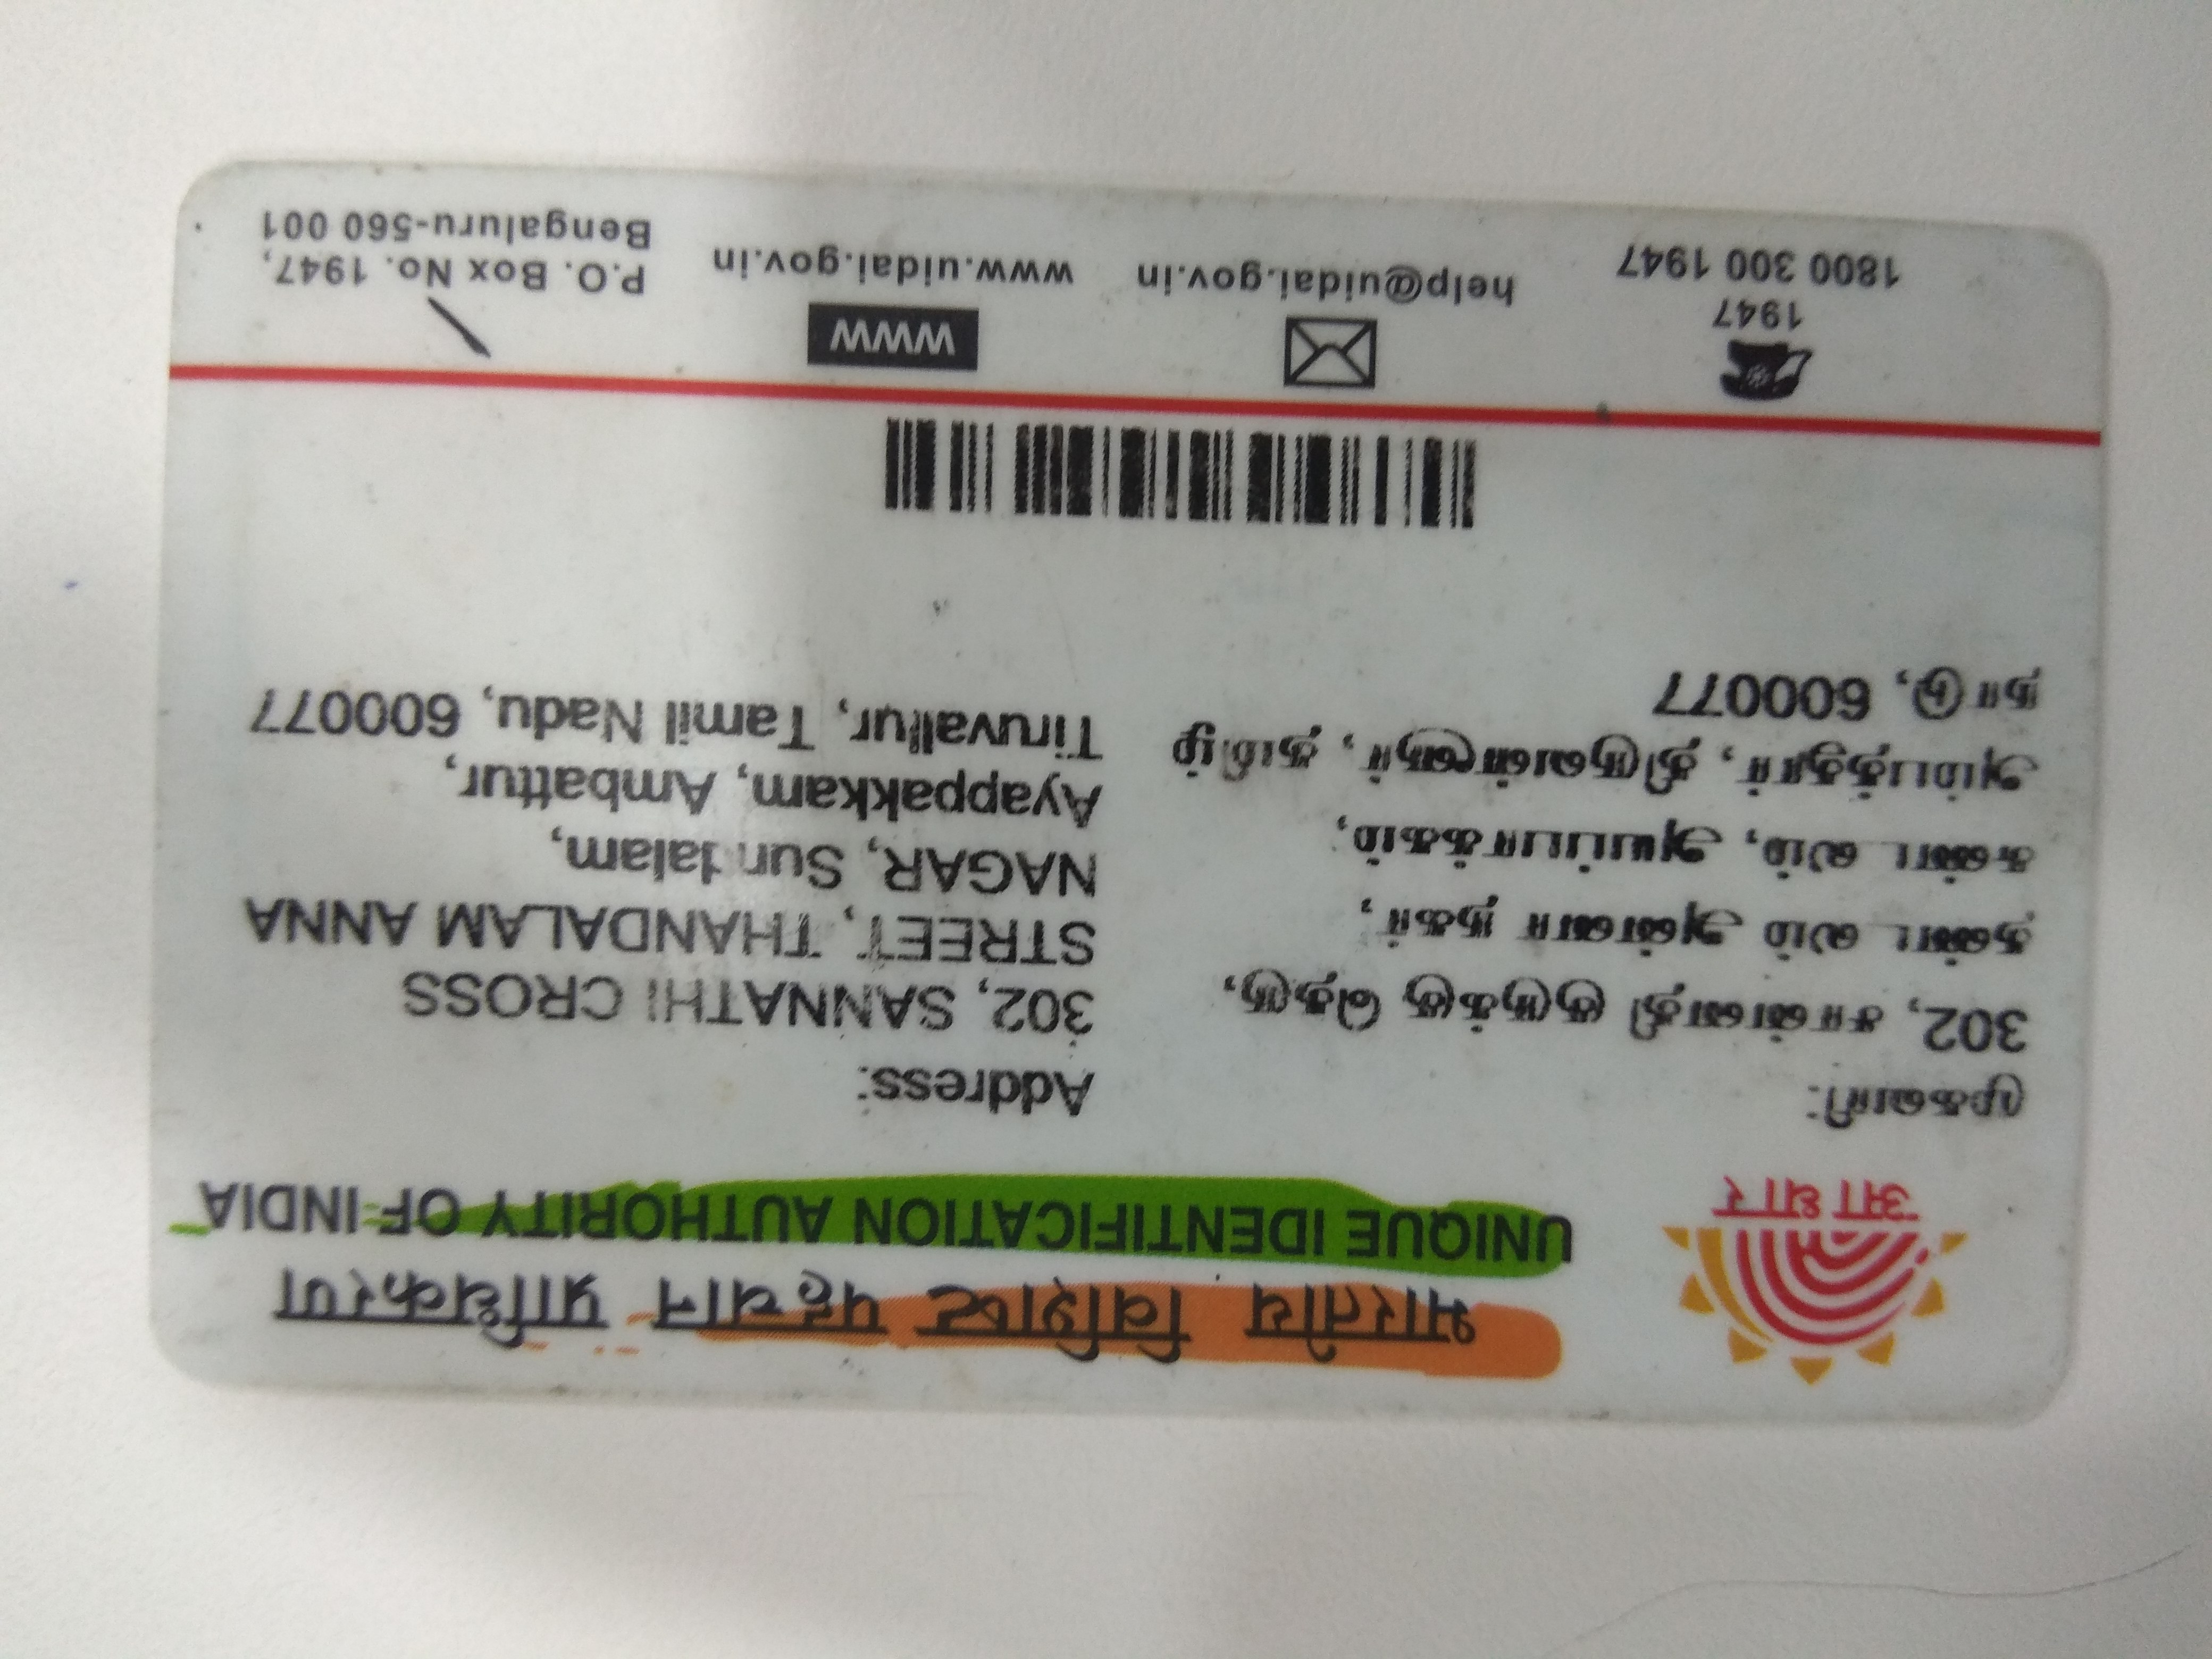 भारतीय विशिष्ट पहचान प्राधिकरण
UNIQUE IDENTIFICATION AUTHORITY OF INDIA
आधार
முகவரி:
302, சான்னதி குறுக்கு தெரு,
தண்டலம் அண்ணா நகர்,
சுண்டலம், அயப்பாக்கம்,
அம்பத்தூர், திருவள்ளூர், தமிழ்
நாடு, 600077
Address:
302, SANNATHI CROSS
STREET, THANDALAM ANNA
NAGAR, Sundalam,
Ayappakkam, Ambattur,
Tiruvallur, Tamil Nadu, 600077
1947
1800 300 1947
help@uidai.gov.in
WWW
www.uidai.gov.in
P.O. Box No. 1947,
Bengaluru-560 001